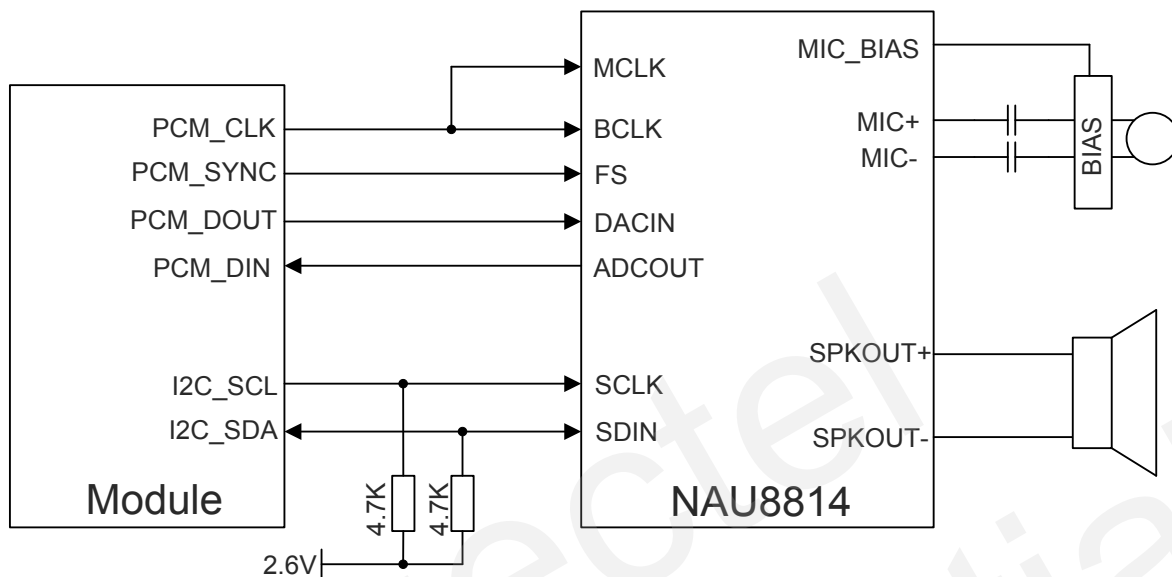 MCLK
MIC_BIAS
PCM_CLK
BCLK
MIC+
PCM_SYNC
FS
MIC-
BIAS
PCM_DOUT
DACIN
PCM_DIN
ADCOUT
SPKOUT+
I2C_SCL
SCLK
I2C_SDA
SDIN
SPKOUT-
Module
4.7K
4.7K
NAU8814
2.6V